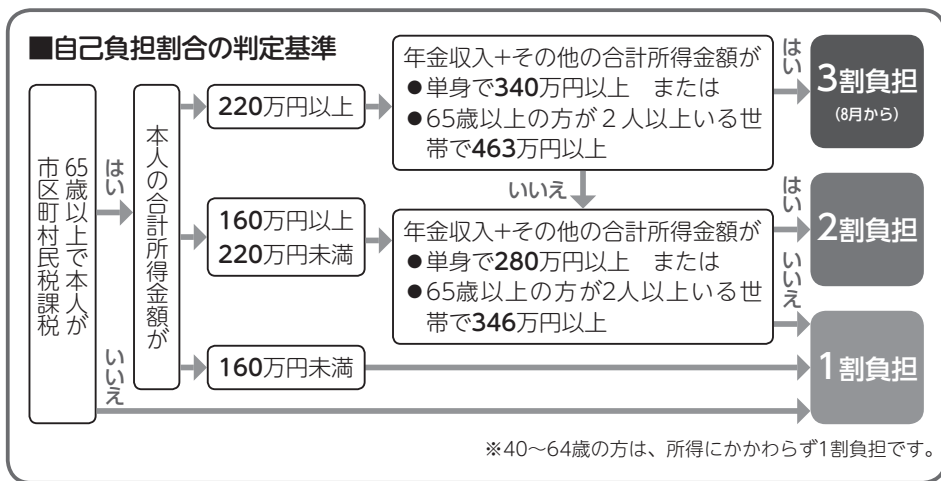 ■自己負担割合の判定基準
65歳以上で本人が
市区町村民税課税
はい
いいえ
本人の合計所得金額が
220万円以上
年金収入+その他の合計所得金額が
●単身で340万円以上 または
●65歳以上の方が2人以上いる世
帯で463万円以上
はい
3割負担
(8月から)
いいえ
160万円以上
220万円未満
年金収入+その他の合計所得金額が
●単身で280万円以上 または
●65歳以上の方が2人以上いる世
帯で346万円以上
はい
2割負担
いいえ
160万円未満
1割負担
※40〜64歳の方は、所得にかかわらず1割負担です。